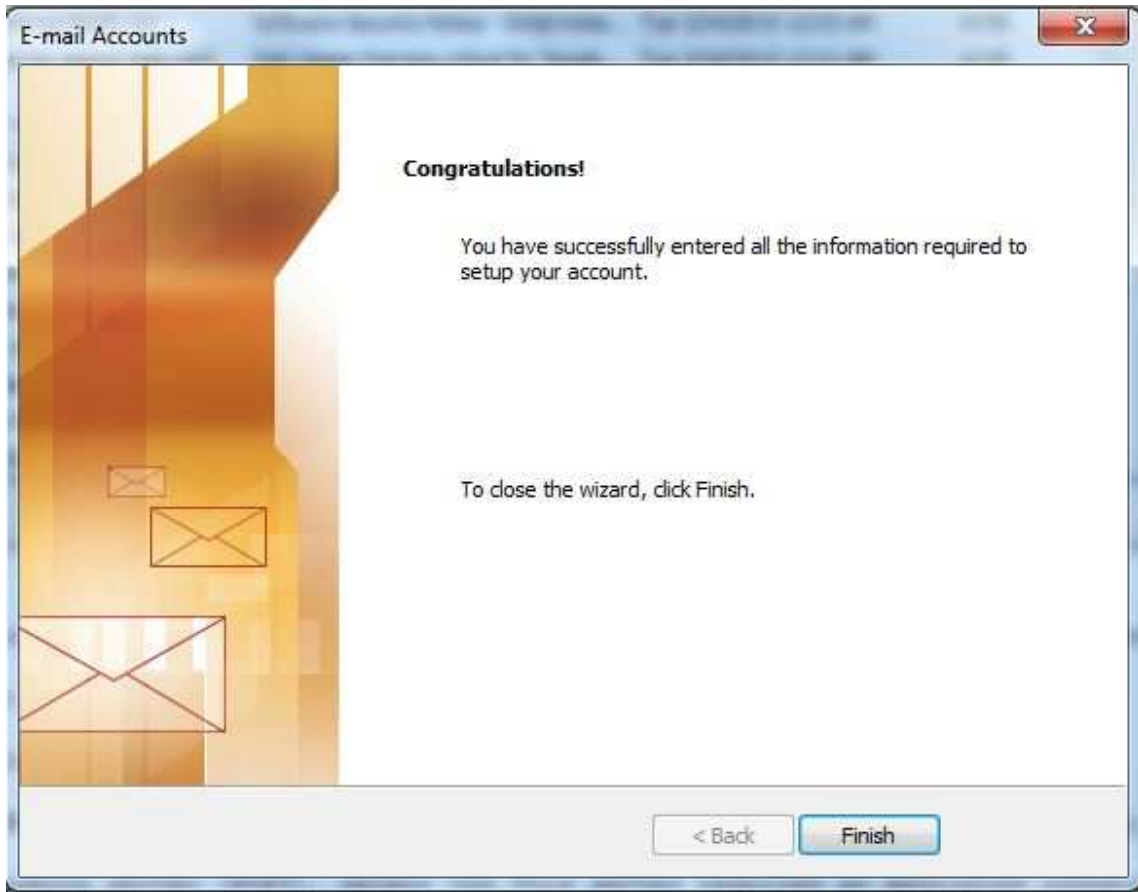 E-mail Accounts
Congratulations!
You have successfully entered all the information required to
setup your account.
To close the wizard, click Finish.
< Back
Finish